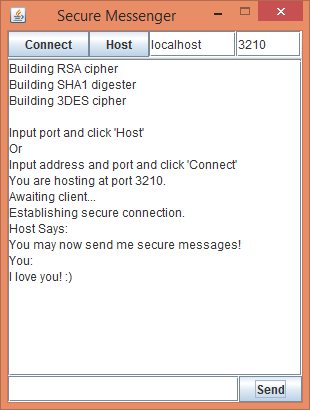 Secure Messenger
Connect Host localhost 3210
Building RSA cipher
Building SHA1 digester
Building 3DES cipher
Input port and click 'Host'
Or
Input address and port and click 'Connect'
You are hosting at port 3210.
Awaiting client...
Establishing secure connection.
Host Says:
You may now send me secure messages!
You:
I love you! :)
Send